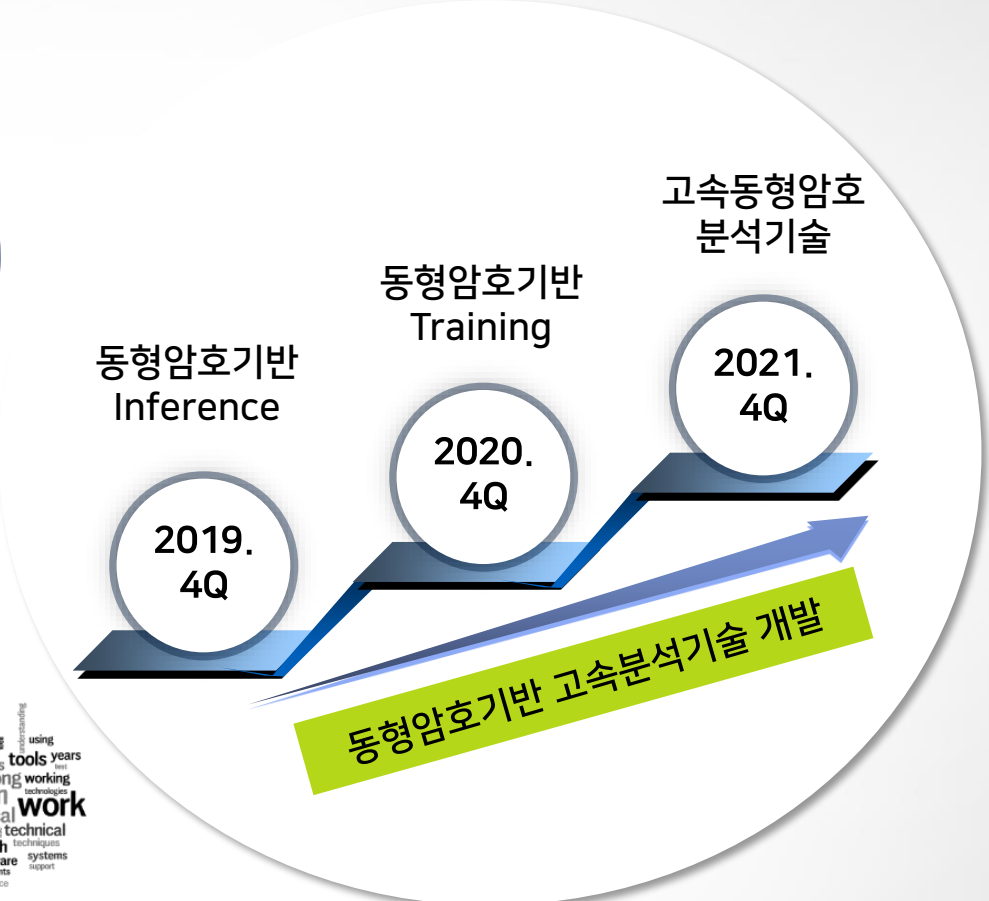 고속동형암호
분석기술
동형암호기반
Training
동형암호기반
Inference
2021.
4Q
2020.
4Q
2019.
4Q
동형암호기반 고속분석기술 개발
understanding
using
tools years
working
technologies
work
technical
techniques
systems
support